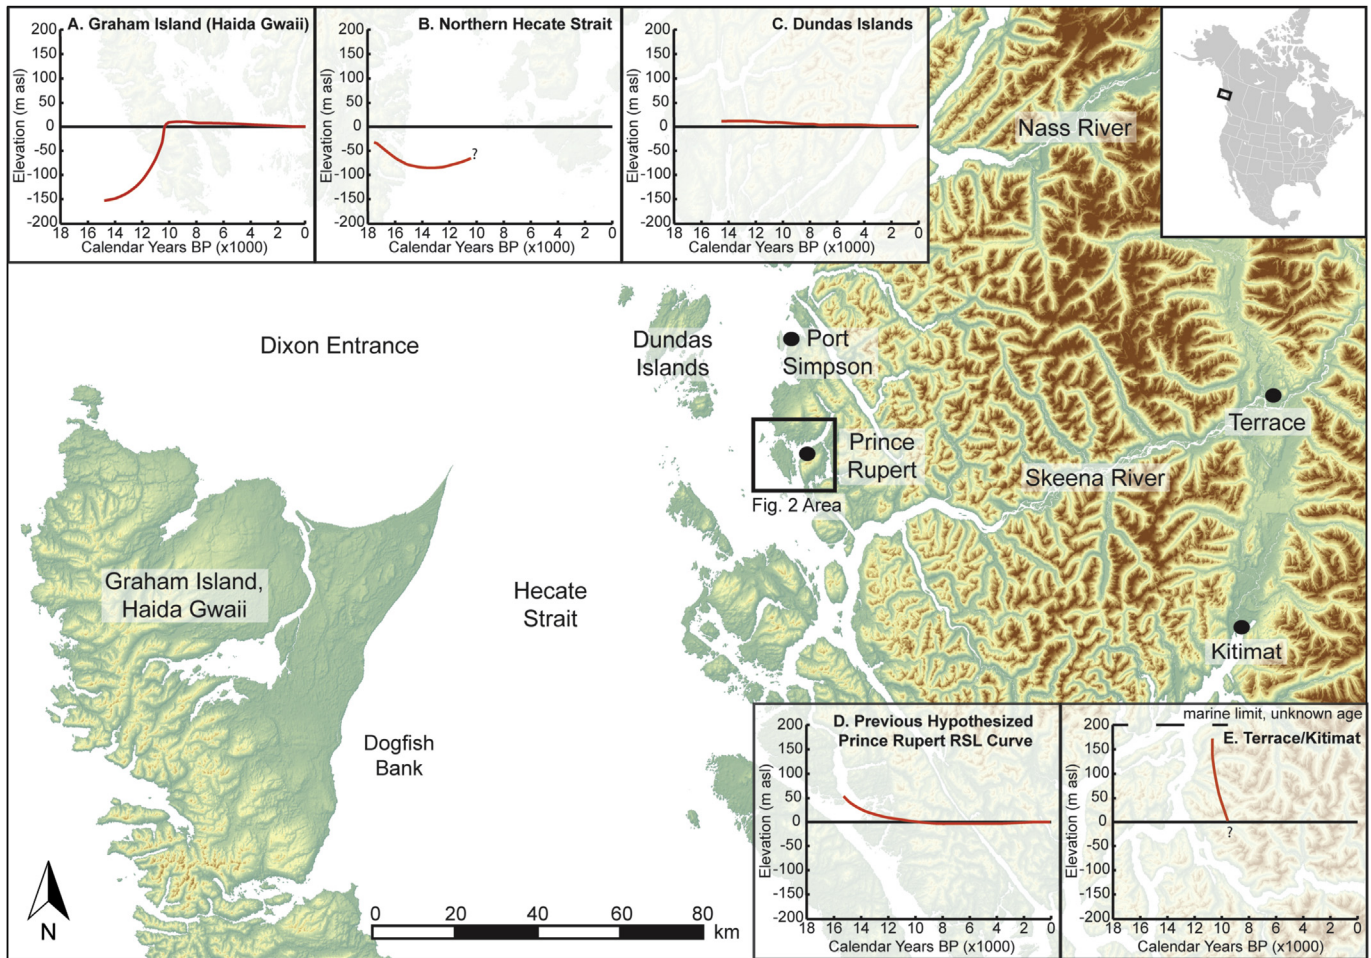 A. Graham Island (Haida Gwaii)
200
150
100
50
0
-50
-100
-150
-200
Elevation (m asl)
18 16 14 12 10 8 6 4 2 0
Calendar Years BP (x1000)
B. Northern Hecate Strait
200
150
100
50
0
-50
-100
-150
-200
Elevation (m asl)
?
18 16 14 12 10 8 6 4 2 0
Calendar Years BP (x1000)
C. Dundas Islands
200
150
100
50
0
-50
-100
-150
-200
Elevation (m asl)
18 16 14 12 10 8 6 4 2 0
Calendar Years BP (x1000)
Nass River
Dixon Entrance
Dundas
Islands
Port
Simpson
Terrace
Prince
Rupert
Skeena River
Fig. 2 Area
Graham Island,
Haida Gwaii
Hecate
Strait
Kitimat
Dogfish
Bank
D. Previous Hypothesized
Prince Rupert RSL Curve
200
150
100
50
0
-50
-100
-150
-200
Elevation (m asl)
18 16 14 12 10 8 6 4 2 0
Calendar Years BP (x1000)
marine limit, unknown age
E. Terrace/Kitimat
200
150
100
50
0
-50
-100
-150
-200
Elevation (m asl)
?
18 16 14 12 10 8 6 4 2 0
Calendar Years BP (x1000)
N
0 20 40 60 80
km